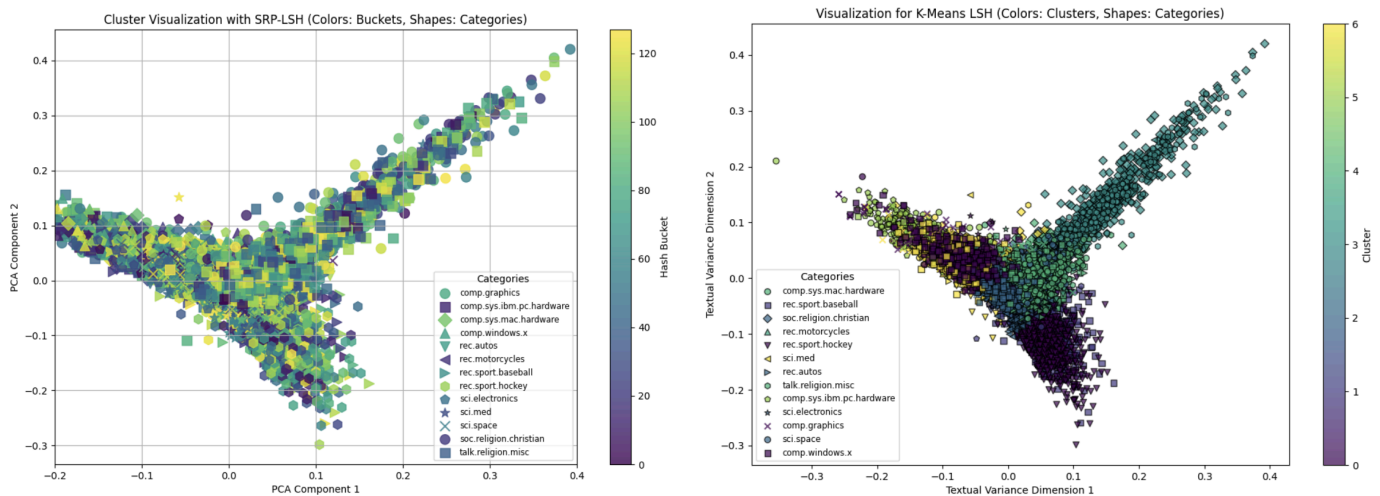 Cluster Visualization with SRP-LSH (Colors: Buckets, Shapes: Categories)
0.4
0.3
0.2
0.1
0.0
−0.1
−0.2
−0.3
PCA Component 2
−0.2
−0.1
0.0
0.1
0.2
0.3
0.4
PCA Component 1
Categories
comp.graphics
comp.sys.ibm.pc.hardware
comp.sys.mac.hardware
comp.windows.x
rec.autos
rec.motorcycles
rec.sport.baseball
rec.sport.hockey
sci.electronics
sci.med
sci.space
soc.religion.christian
talk.religion.misc
120
100
80
60
40
20
0
Hash Bucket
Visualization for K-Means LSH (Colors: Clusters, Shapes: Categories)
0.4
0.3
0.2
0.1
0.0
−0.1
−0.2
−0.3
Textual Variance Dimension 2
−0.3
−0.2
−0.1
0.0
0.1
0.2
0.3
0.4
Textual Variance Dimension 1
Categories
comp.sys.mac.hardware
rec.sport.baseball
soc.religion.christian
rec.motorcycles
rec.sport.hockey
sci.med
rec.autos
talk.religion.misc
comp.sys.ibm.pc.hardware
sci.electronics
comp.graphics
sci.space
comp.windows.x
6
5
4
3
2
1
0
Cluster